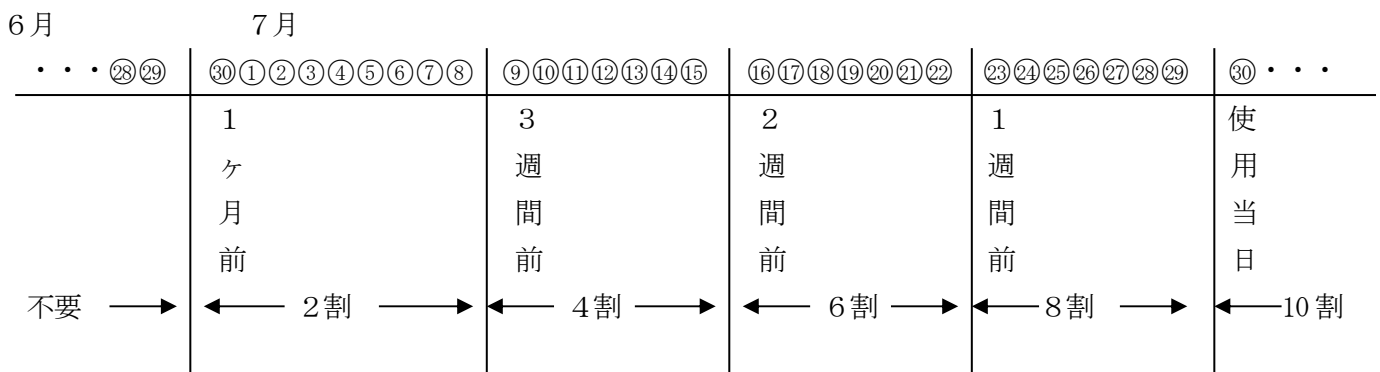 6月 7月
・・・㉘㉙ ㉚①②③④⑤⑥⑦⑧ ⑨⑩⑪⑫⑬⑭⑮ ⑯⑰⑱⑲⑳㉑㉒ ㉓㉔㉕㉖㉗㉘㉙ ㉚・・・
1ヶ月前
3週間前
2週間前
1週間前
使用当日
不要 2割 4割 6割 8割 10割